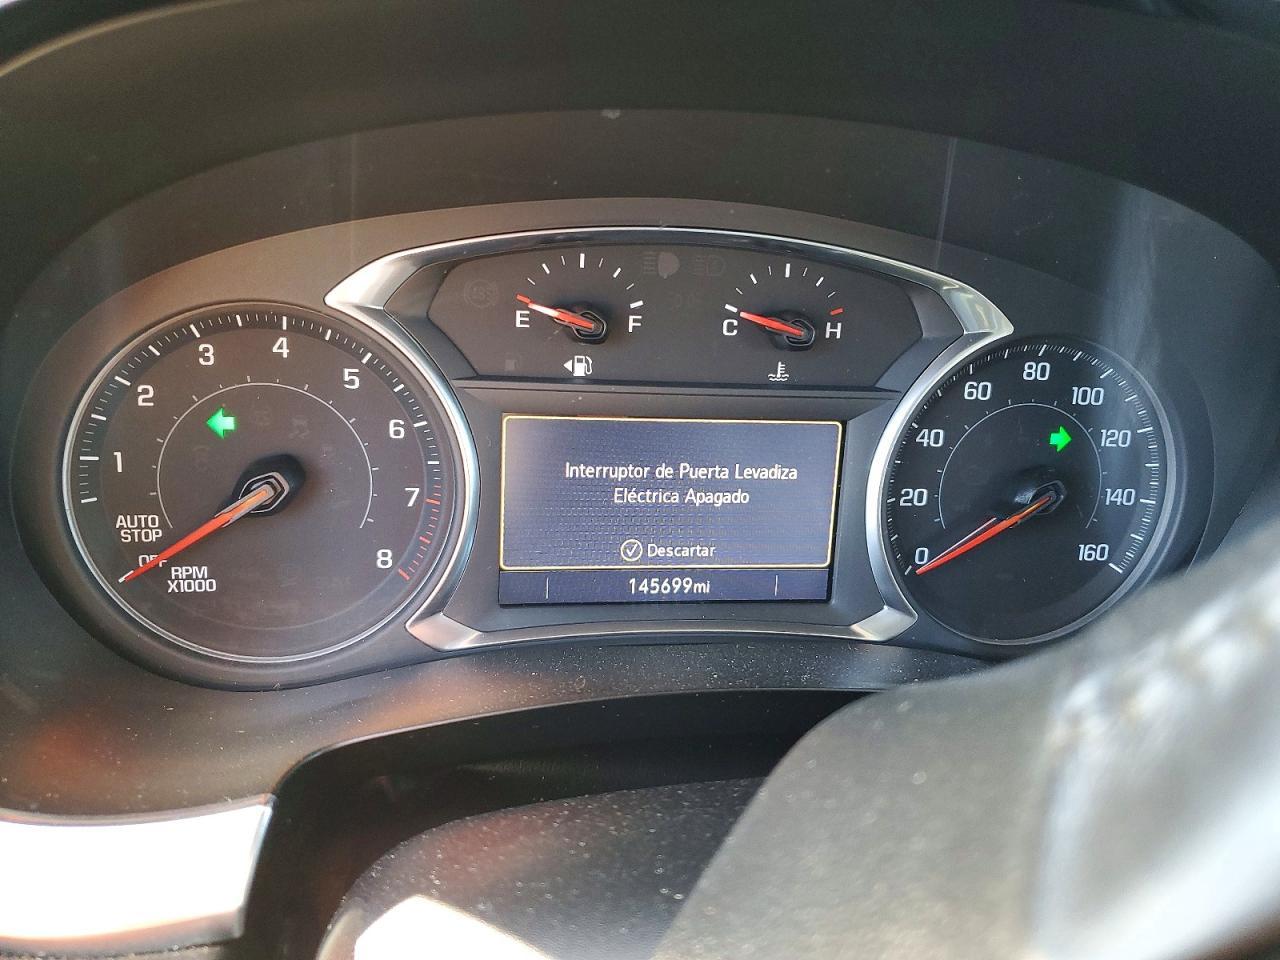 E F
C H
1
2
3
4
5
6
7
8
AUTO
STOP
OFF
RPM
X1000
Interruptor de Puerta Levadiza
Eléctrica Apagado
Descartar
145699mi
0
20
40
60
80
100
120
140
160